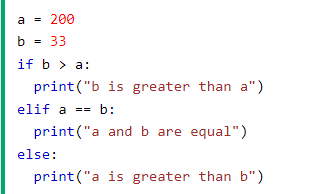 a = 200
b = 33
if b > a:
  print("b is greater than a")
elif a == b:
  print("a and b are equal")
else:
  print("a is greater than b")